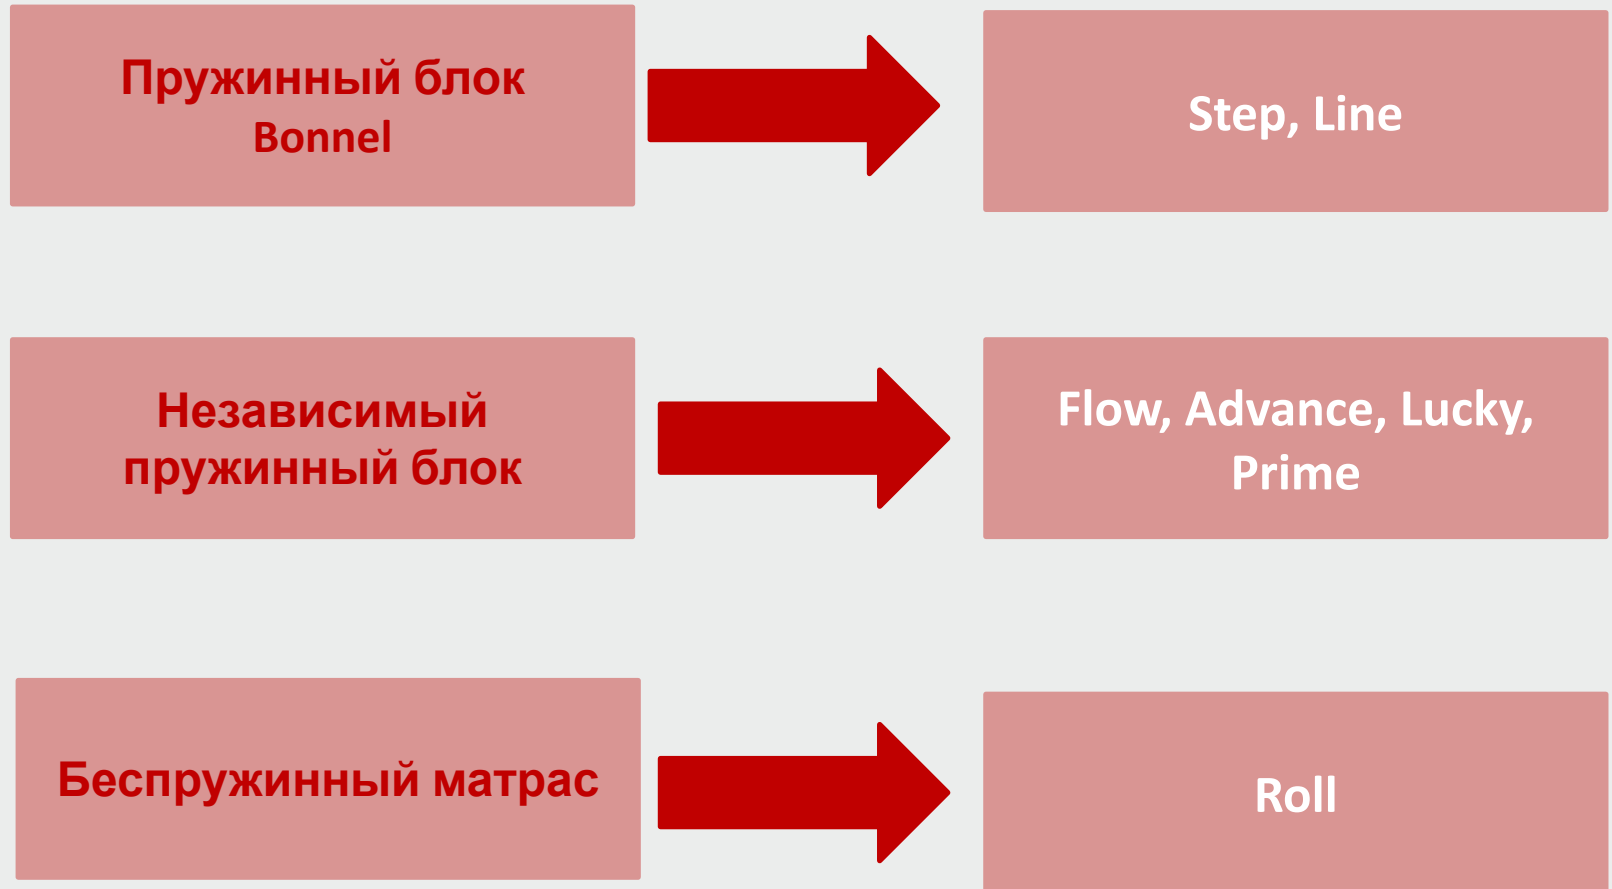 Пружинный блок
Bonnel
Step, Line
Независимый
пружинный блок
Flow, Advance, Lucky,
Prime
Беспружинный матрас
Roll